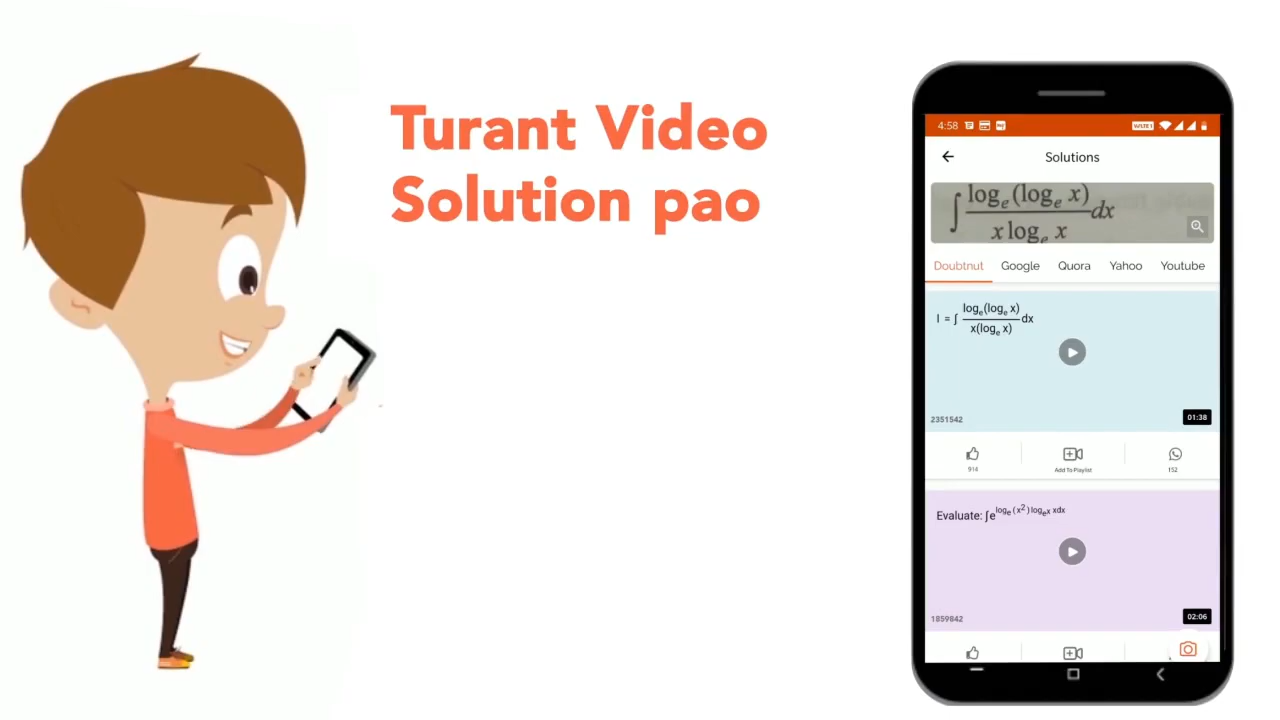 Turant Video
Solution pao
4:58
VoLTE1
Solutions
∫ logₑ(logₑ x) / x logₑ x dx
Doubtnut Google Quora Yahoo Youtube
I = ∫ logₑ(logₑ x) / x(logₑ x) dx
2351542 01:38
914 Add To Playlist 152
Evaluate: ∫e^logₑ(x²)logₑx xdx
1859842 02:06